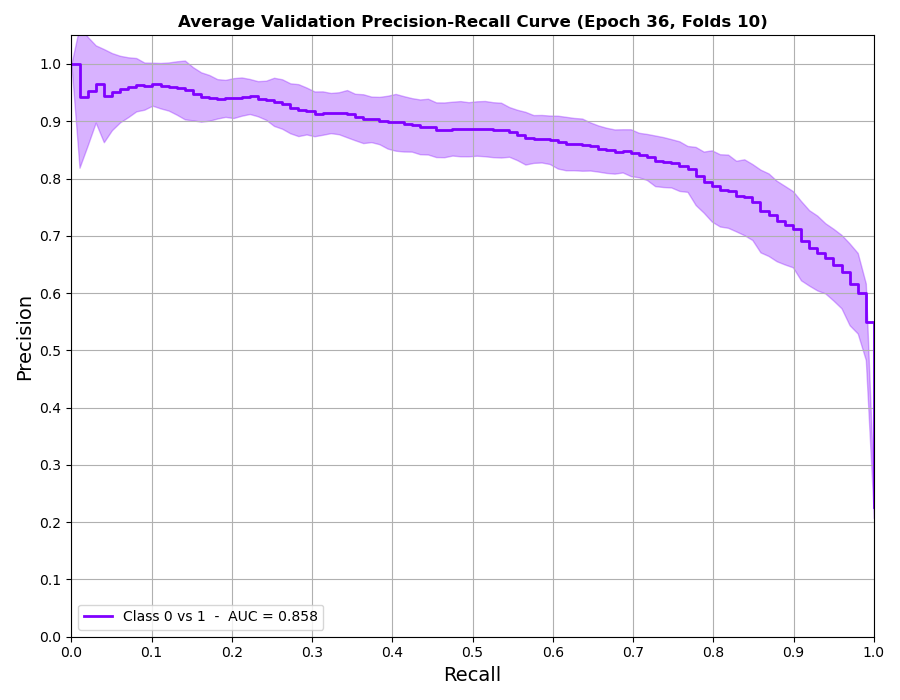 Average Validation Precision-Recall Curve (Epoch 36, Folds 10)
1.0
0.9
0.8
0.7
0.6
0.5
0.4
0.3
0.2
0.1
0.0
Precision
Class 0 vs 1 - AUC = 0.858
0.0 0.1 0.2 0.3 0.4 0.5 0.6 0.7 0.8 0.9 1.0
Recall